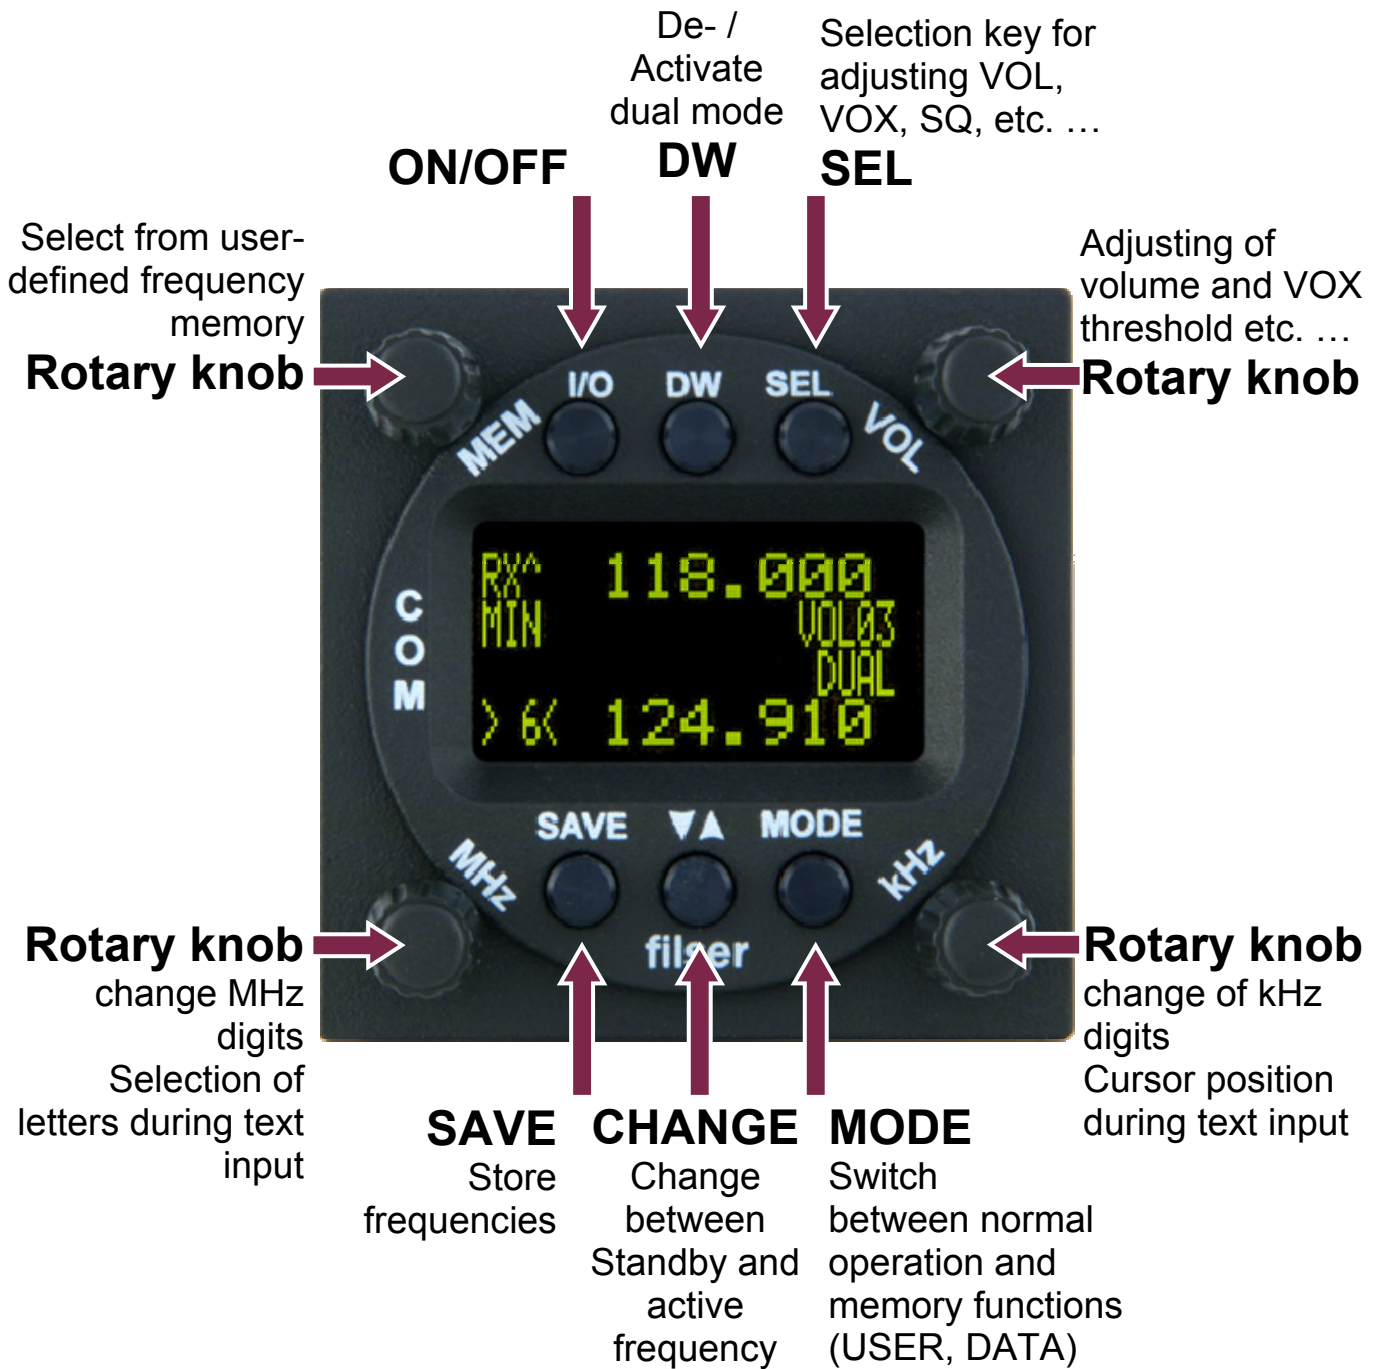 De- /
Activate
dual mode
DW
Selection key for
adjusting VOL,
VOX, SQ, etc. …
SEL
ON/OFF
Select from user-
defined frequency
memory
Rotary knob
Adjusting of
volume and VOX
threshold etc. …
Rotary knob
I/O DW SEL
MEM
VOL
COM
RX^ 118.000
MIN VOL03
DUAL
> 6< 124.910
SAVE ▼▲ MODE
MHz
kHz
filser
Rotary knob
change MHz
digits
Selection of
letters during text
input
Rotary knob
change of kHz
digits
Cursor position
during text input
SAVE
Store
frequencies
CHANGE
Change
between
Standby and
active
frequency
MODE
Switch
between normal
operation and
memory functions
(USER, DATA)